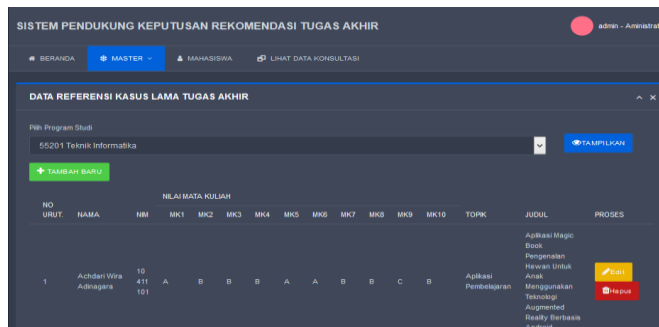 SISTEM PENDUKUNG KEPUTUSAN REKOMENDASI TUGAS AKHIR
admin - Aministrat
BERANDA MASTER MAHASISWA LIHAT DATA KONSULTASI
DATA REFERENSI KASUS LAMA TUGAS AKHIR
Pilih Program Studi
55201 Teknik Informatika
TAMPILKAN
TAMBAH BARU
NO URUT. NAMA NIM NILAI MATA KULIAH TOPIK JUDUL PROSES
MK1 MK2 MK3 MK4 MK5 MK6 MK7 MK8 MK9 MK10
1 Achdari Wira Adinagara 10 411 101 A B B B A A B B C B Aplikasi Pembelajaran
Aplikasi Magic
Book
Pengenalan
Hewan Untuk
Anak
Menggunakan
Teknologi
Augmented
Reality Berbasis
Android
Edit
Hapus